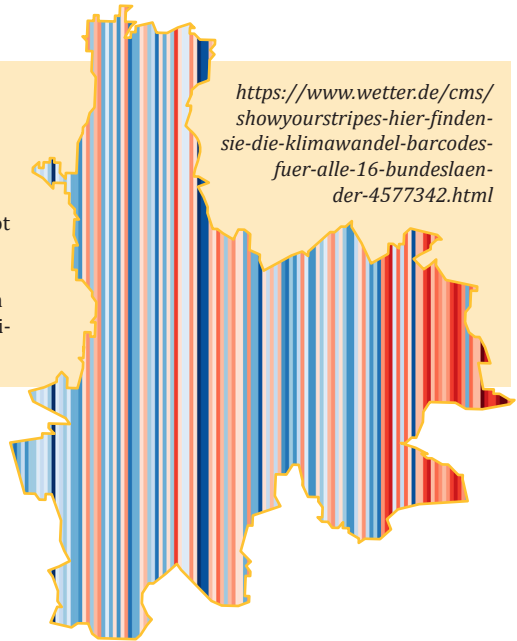 https://www.wetter.de/cms/
showyourstripes-hier-finden-
sie-die-klimawandel-barcodes-
fuer-alle-16-bundeslaen-
der-4577342.html